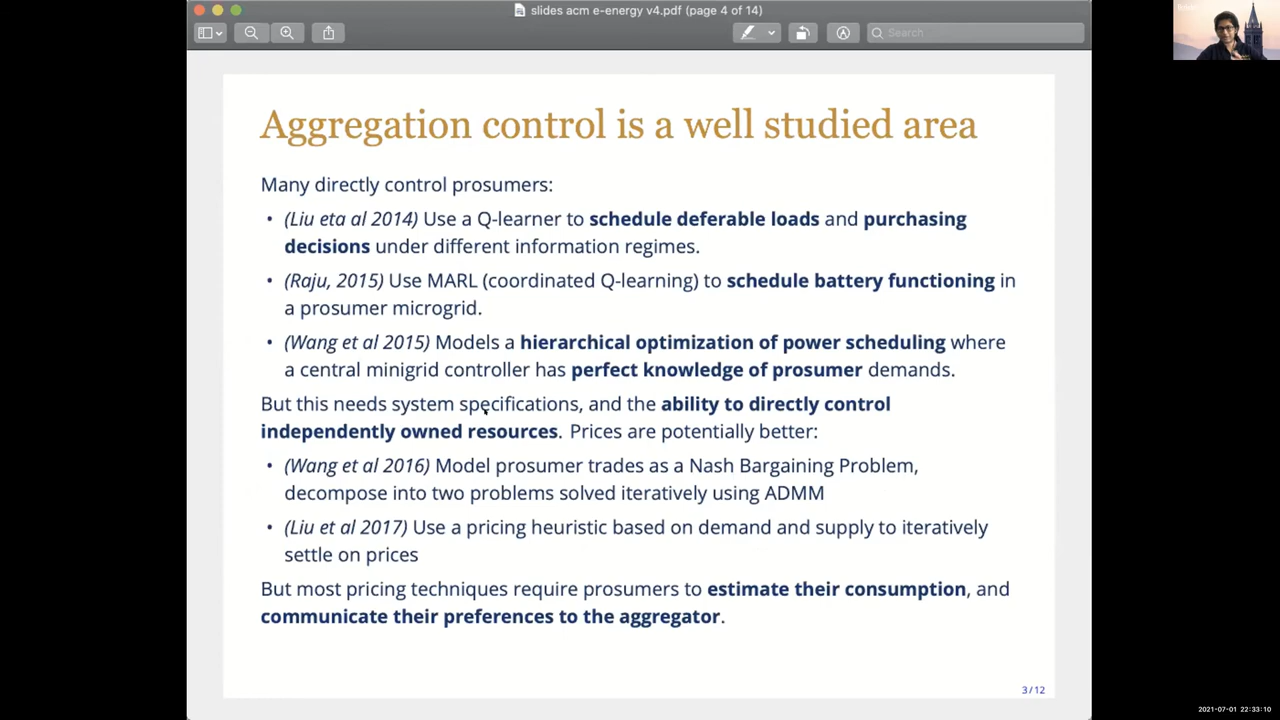 slides acm e-energy v4.pdf (page 4 of 14)
Search
Aggregation control is a well studied area
Many directly control prosumers:
• (Liu eta al 2014) Use a Q-learner to schedule deferable loads and purchasing
decisions under different information regimes.
• (Raju, 2015) Use MARL (coordinated Q-learning) to schedule battery functioning in
a prosumer microgrid.
• (Wang et al 2015) Models a hierarchical optimization of power scheduling where
a central minigrid controller has perfect knowledge of prosumer demands.
But this needs system specifications, and the ability to directly control
independently owned resources. Prices are potentially better:
• (Wang et al 2016) Model prosumer trades as a Nash Bargaining Problem,
decompose into two problems solved iteratively using ADMM
• (Liu et al 2017) Use a pricing heuristic based on demand and supply to iteratively
settle on prices
But most pricing techniques require prosumers to estimate their consumption, and
communicate their preferences to the aggregator.
3 / 12
2021-07-01 22:33:10